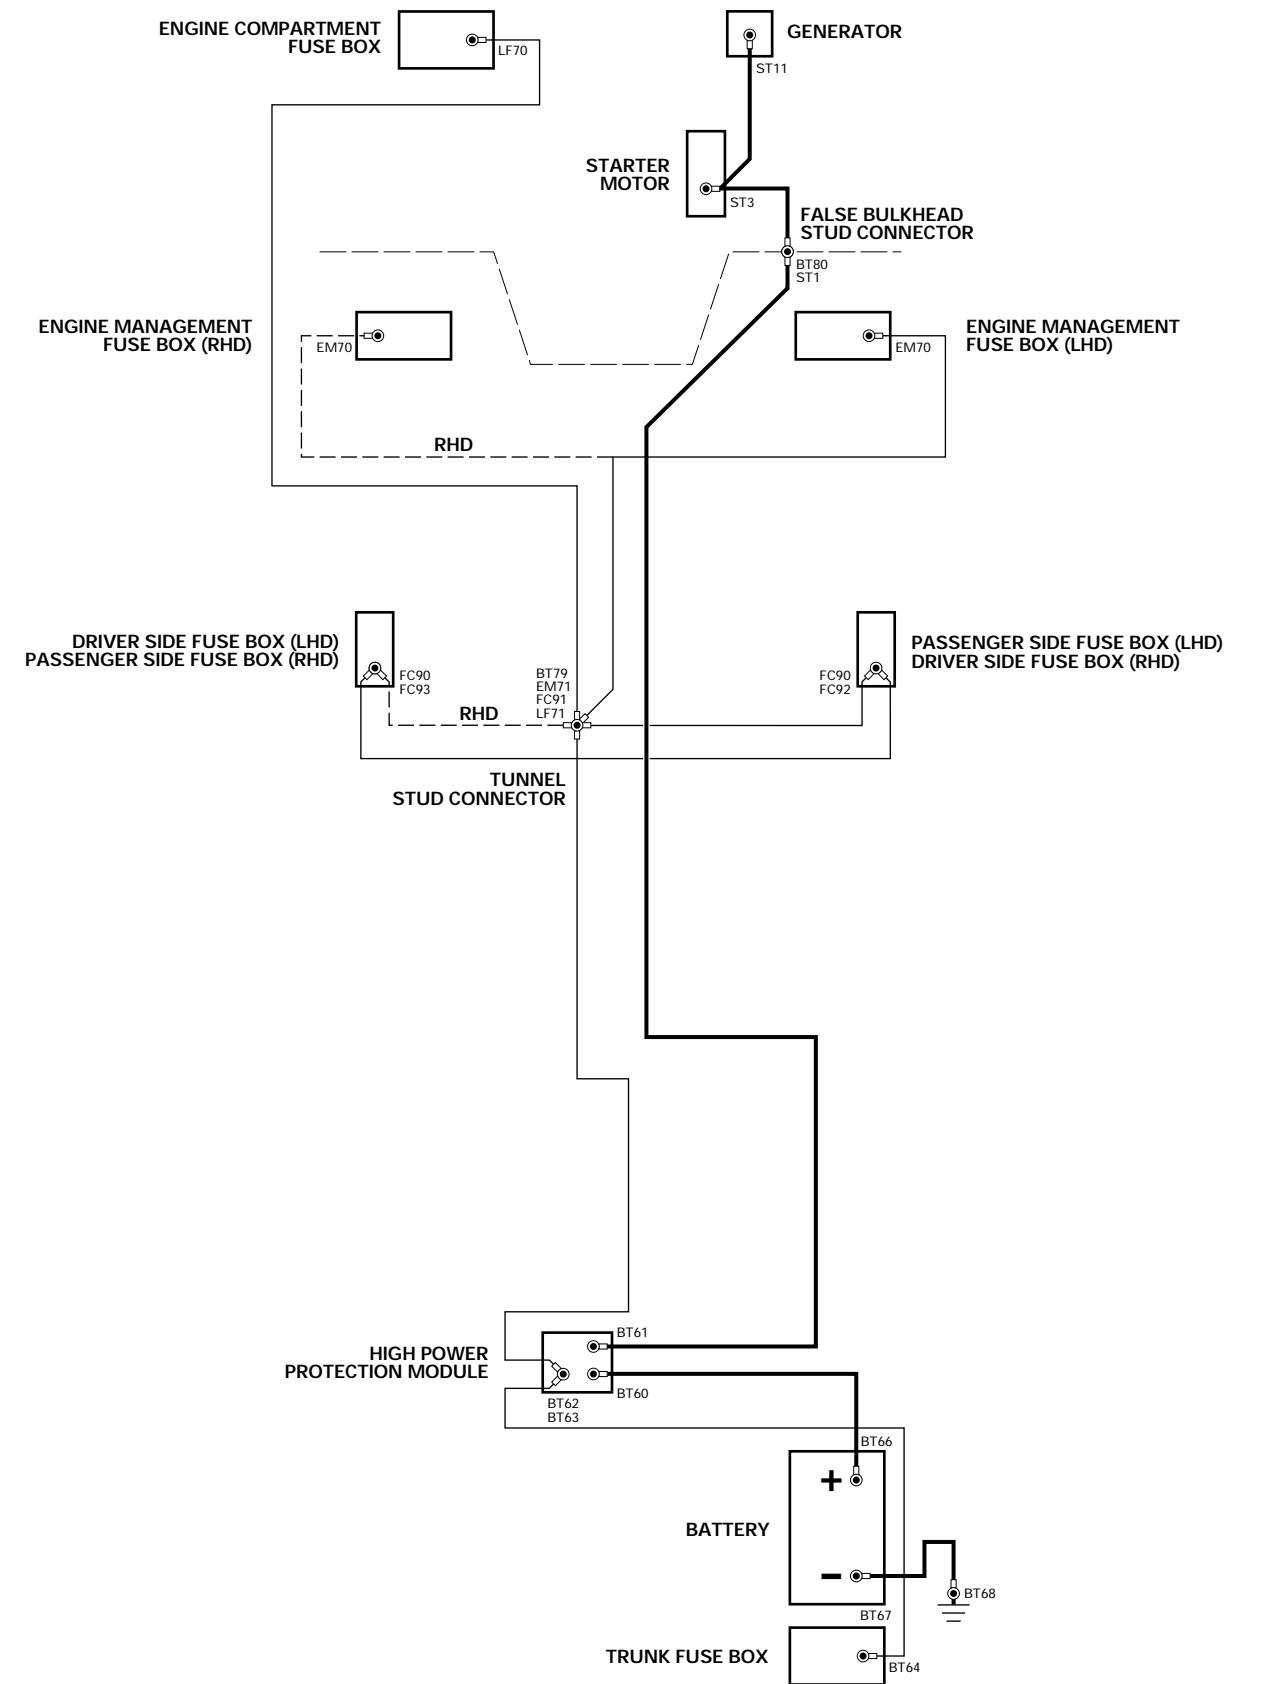 ENGINE COMPARTMENT
FUSE BOX
LF70
GENERATOR
ST11
STARTER
MOTOR
ST3
FALSE BULKHEAD
STUD CONNECTOR
BT80
ST1
ENGINE MANAGEMENT
FUSE BOX (RHD)
EM70
EM70
ENGINE MANAGEMENT
FUSE BOX (LHD)
RHD
DRIVER SIDE FUSE BOX (LHD)
PASSENGER SIDE FUSE BOX (RHD)
FC90
FC93
BT79
EM71
FC91
LF71
FC90
FC92
PASSENGER SIDE FUSE BOX (LHD)
DRIVER SIDE FUSE BOX (RHD)
RHD
TUNNEL
STUD CONNECTOR
BT61
HIGH POWER
PROTECTION MODULE
BT60
BT62
BT63
BT66
+
BATTERY
–
BT68
BT67
TRUNK FUSE BOX
BT64